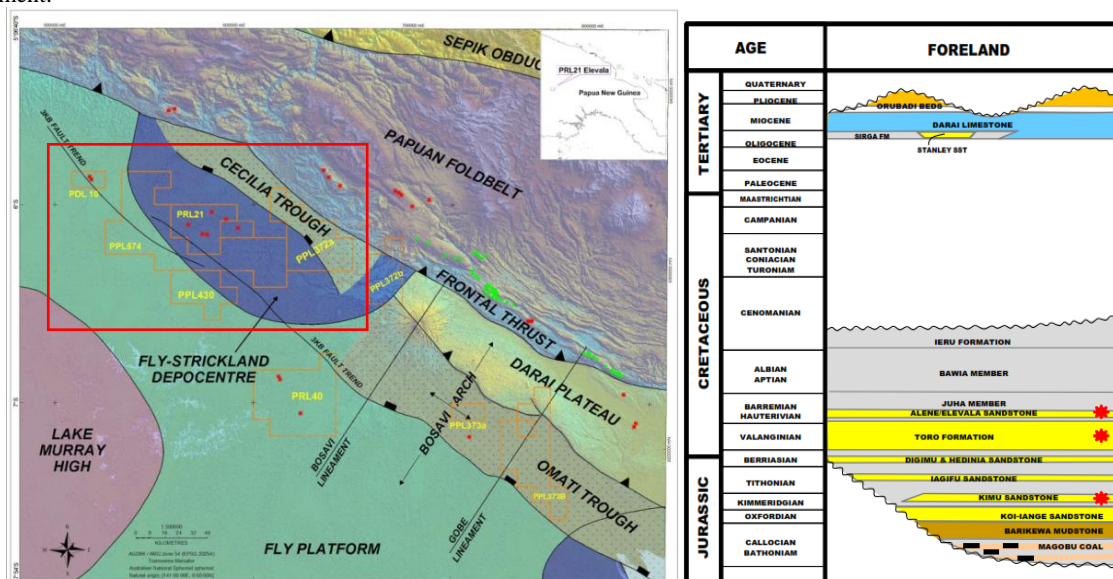 ment.
SEPIK OBDUC
PRL21 Elevala
Papua New Guinea
3KB FAULT TREND
PAPUAN FOLDBELT
CECILIA TROUGH
PDL 10
PRL21
PPL574
PPL372a
PPL372b
PPL430
FRONTAL THRUST
FLY-STRICKLAND
DEPOCENTRE
3KB FAULT TREND
DARAI PLATEAU
PRL40
BOSAVI ARCH
PPL373a
LAKE
MURRAY
HIGH
BOSAVI
LINEAMENT
OMATI TROUGH
PPL373B
GOBE
LINEAMENT
FLY PLATFORM
KILOMETRES
AGE
FORELAND
TERTIARY
QUATERNARY
PLIOCENE
ORUBADI BEDS
MIOCENE
DARAI LIMESTONE
OLIGOCENE
SIRGA FM
STANLEY SST
EOCENE
PALEOCENE
CRETACEOUS
MAASTRICHTIAN
CAMPANIAN
SANTONIAN
CONIACIAN
TURONIAM
CENOMANIAN
IERU FORMATION
ALBIAN
APTIAN
BAWIA MEMBER
JUHA MEMBER
BARREMIAN
HAUTERIVIAN
ALENE/ELEVALA SANDSTONE
VALANGINIAN
TORO FORMATION
BERRIASIAN
DIGIMU & HEDINIA SANDSTONE
JURASSIC
TITHONIAN
IAGIFU SANDSTONE
KIMMERIDGIAN
KIMU SANDSTONE
OXFORDIAN
KOI-IANGE SANDSTONE
BARIKEWA MUDSTONE
CALLOCIAN
BATHONIAM
MAGOBU COAL